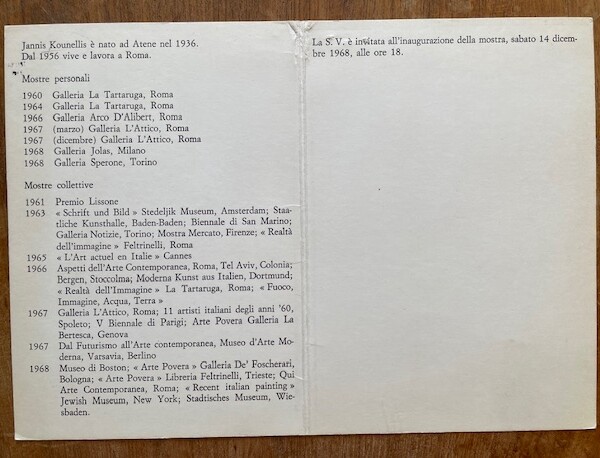 Jannis Kounellis è nato ad Atene nel 1936.
Dal 1956 vive e lavora a Roma.
Mostre personali
1960 Galleria La Tartaruga, Roma
1964 Galleria La Tartaruga, Roma
1966 Galleria Arco D'Alibert, Roma
1967 (marzo) Galleria L'Attico, Roma
1967 (dicembre) Galleria L'Attico, Roma
1968 Galleria Jolas, Milano
1968 Galleria Sperone, Torino
Mostre collettive
1961 Premio Lissone
1963 « Schrift und Bild » Stedeljik Museum, Amsterdam; Staa-
tliche Kunsthalle, Baden-Baden; Biennale di San Marino;
Galleria Notizie, Torino; Mostra Mercato, Firenze; « Realtà
dell'immagine » Feltrinelli, Roma
1965 « L'Art actuel en Italie » Cannes
1966 Aspetti dell'Arte Contemporanea, Roma, Tel Aviv, Colonia,
Bergen, Stoccolma; Moderna Kunst aus Italien, Dortmund;
« Realtà dell'Immagine » La Tartaruga, Roma; « Fuoco,
Immagine, Acqua, Terra »
1967 Galleria L'Attico, Roma; 11 artisti italiani degli anni '60,
Spoleto; V Biennale di Parigi; Arte Povera Galleria La
Bertesca, Genova
1967 Dal Futurismo all'Arte contemporanea, Museo d'Arte Mo-
derna, Varsavia, Berlino
1968 Museo di Boston; « Arte Povera » Galleria De' Foscherari,
Bologna; « Arte Povera » Libreria Feltrinelli, Trieste; Qui
Arte Contemporanea, Roma; « Recent italian painting »
Jewish Museum, New York; Stadtisches Museum, Wie-
sbaden.
La S. V. è invitata all'inaugurazione della mostra, sabato 14 dicem-
bre 1968, alle ore 18.